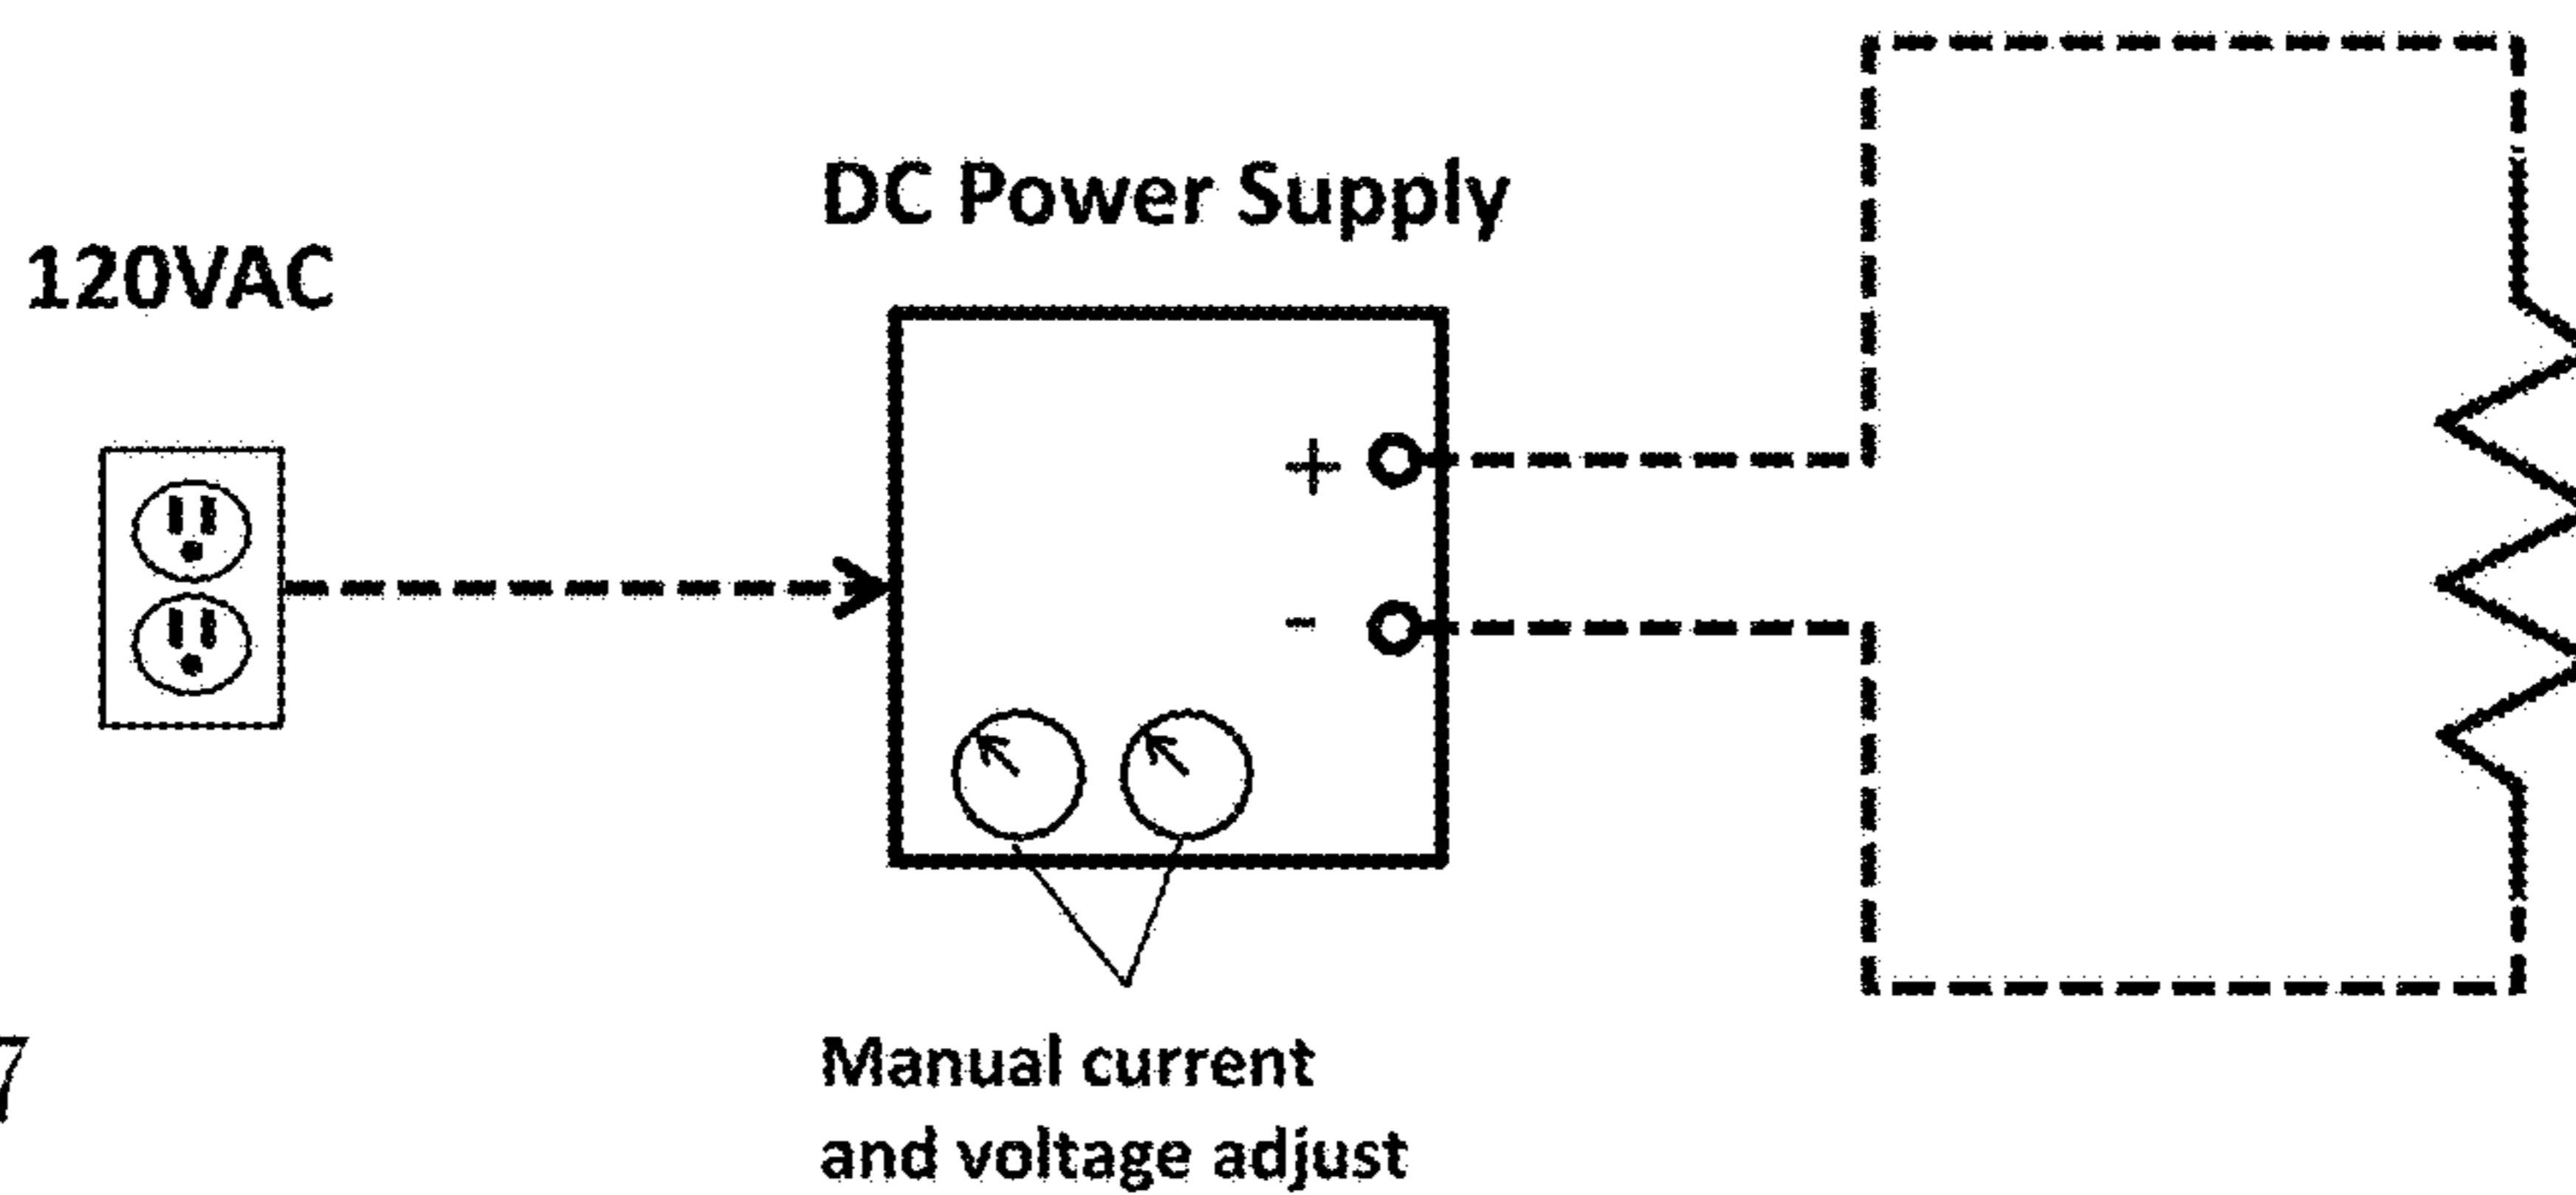 DC Power Supply
120VAC
+
-
7
Manual current
and voltage adjust